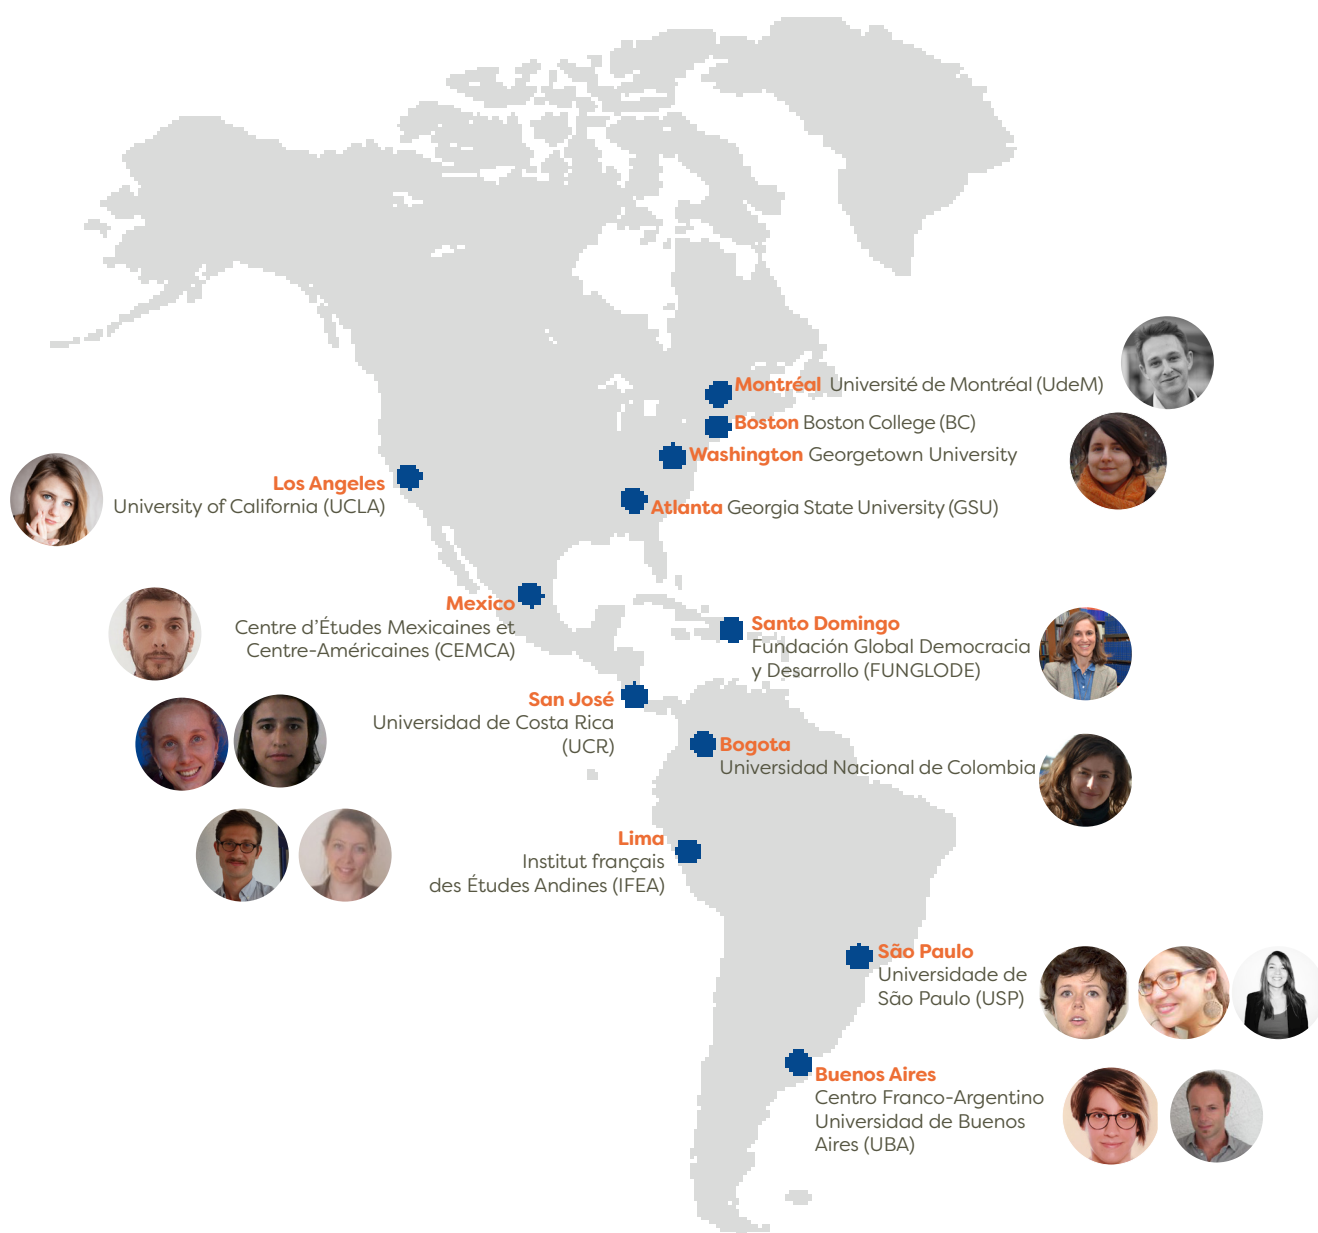 Montréal Université de Montréal (UdeM)
Boston Boston College (BC)
Washington Georgetown University
Los Angeles
University of California (UCLA)
Atlanta Georgia State University (GSU)
Mexico
Centre d'Études Mexicaines et
Centre-Américaines (CEMCA)
Santo Domingo
Fundación Global Democracia
y Desarrollo (FUNGLODE)
San José
Universidad de Costa Rica
(UCR)
Bogota
Universidad Nacional de Colombia
Lima
Institut français
des Études Andines (IFEA)
São Paulo
Universidade de
São Paulo (USP)
Buenos Aires
Centro Franco-Argentino
Universidad de Buenos
Aires (UBA)